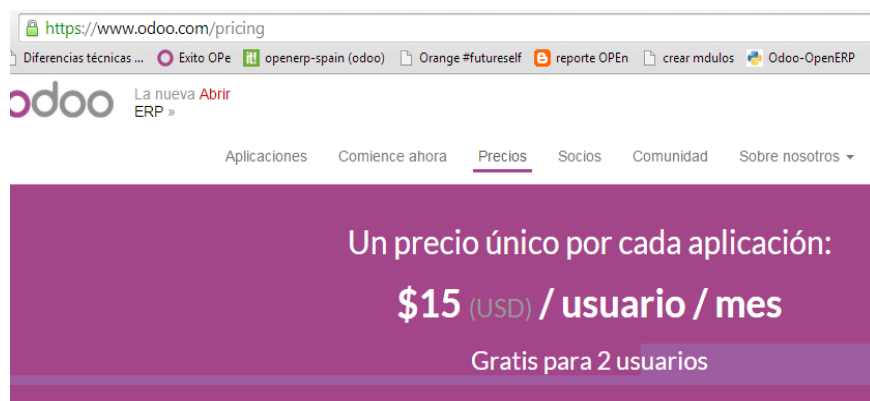 https://www.odoo.com/pricing
Diferencias técnicas ... Exito OPe it! openerp-spain (odoo) Orange #futureself reporte OPEn crear mdulos Odoo-OpenERP
odoo La nueva Abrir
ERP »
Aplicaciones Comience ahora Precios Socios Comunidad Sobre nosotros
Un precio único por cada aplicación:
$15 (USD) / usuario / mes
Gratis para 2 usuarios